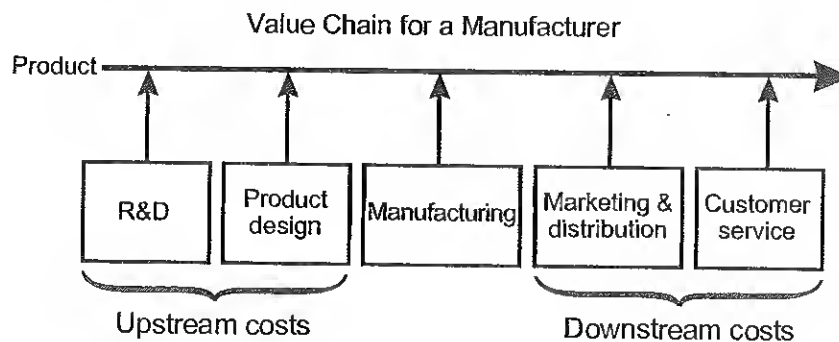 Value Chain for a Manufacturer
Product
R&D
Product
design
Manufacturing
Marketing &
distribution
Customer
service
Upstream costs
Downstream costs